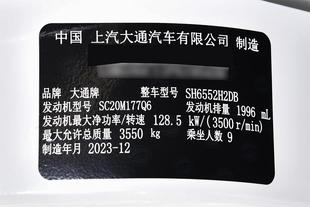 中国 上汽大通汽车有限公司 制造
品牌 大通牌 整车型号 SH6552H2DB
发动机型号 SC20M177Q6 发动机排量 1996 mL
发动机最大净功率/转速 128.5 kW/(3500r/min)
最大允许总质量 3550 kg 乘坐人数 9
制造年月 2023-12